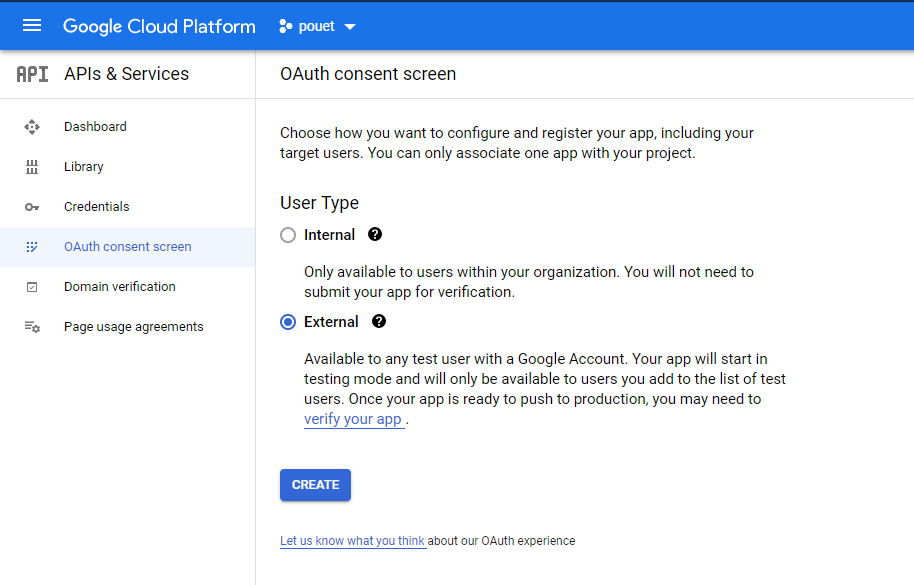 Google Cloud Platform
pouet
API
APIs & Services
OAuth consent screen
Dashboard
Library
Credentials
OAuth consent screen
Domain verification
Page usage agreements
Choose how you want to configure and register your app, including your
target users. You can only associate one app with your project.
User Type
Internal ?
Only available to users within your organization. You will not need to
submit your app for verification.
External ?
Available to any test user with a Google Account. Your app will start in
testing mode and will only be available to users you add to the list of test
users. Once your app is ready to push to production, you may need to
verify your app .
CREATE
Let us know what you think about our OAuth experience